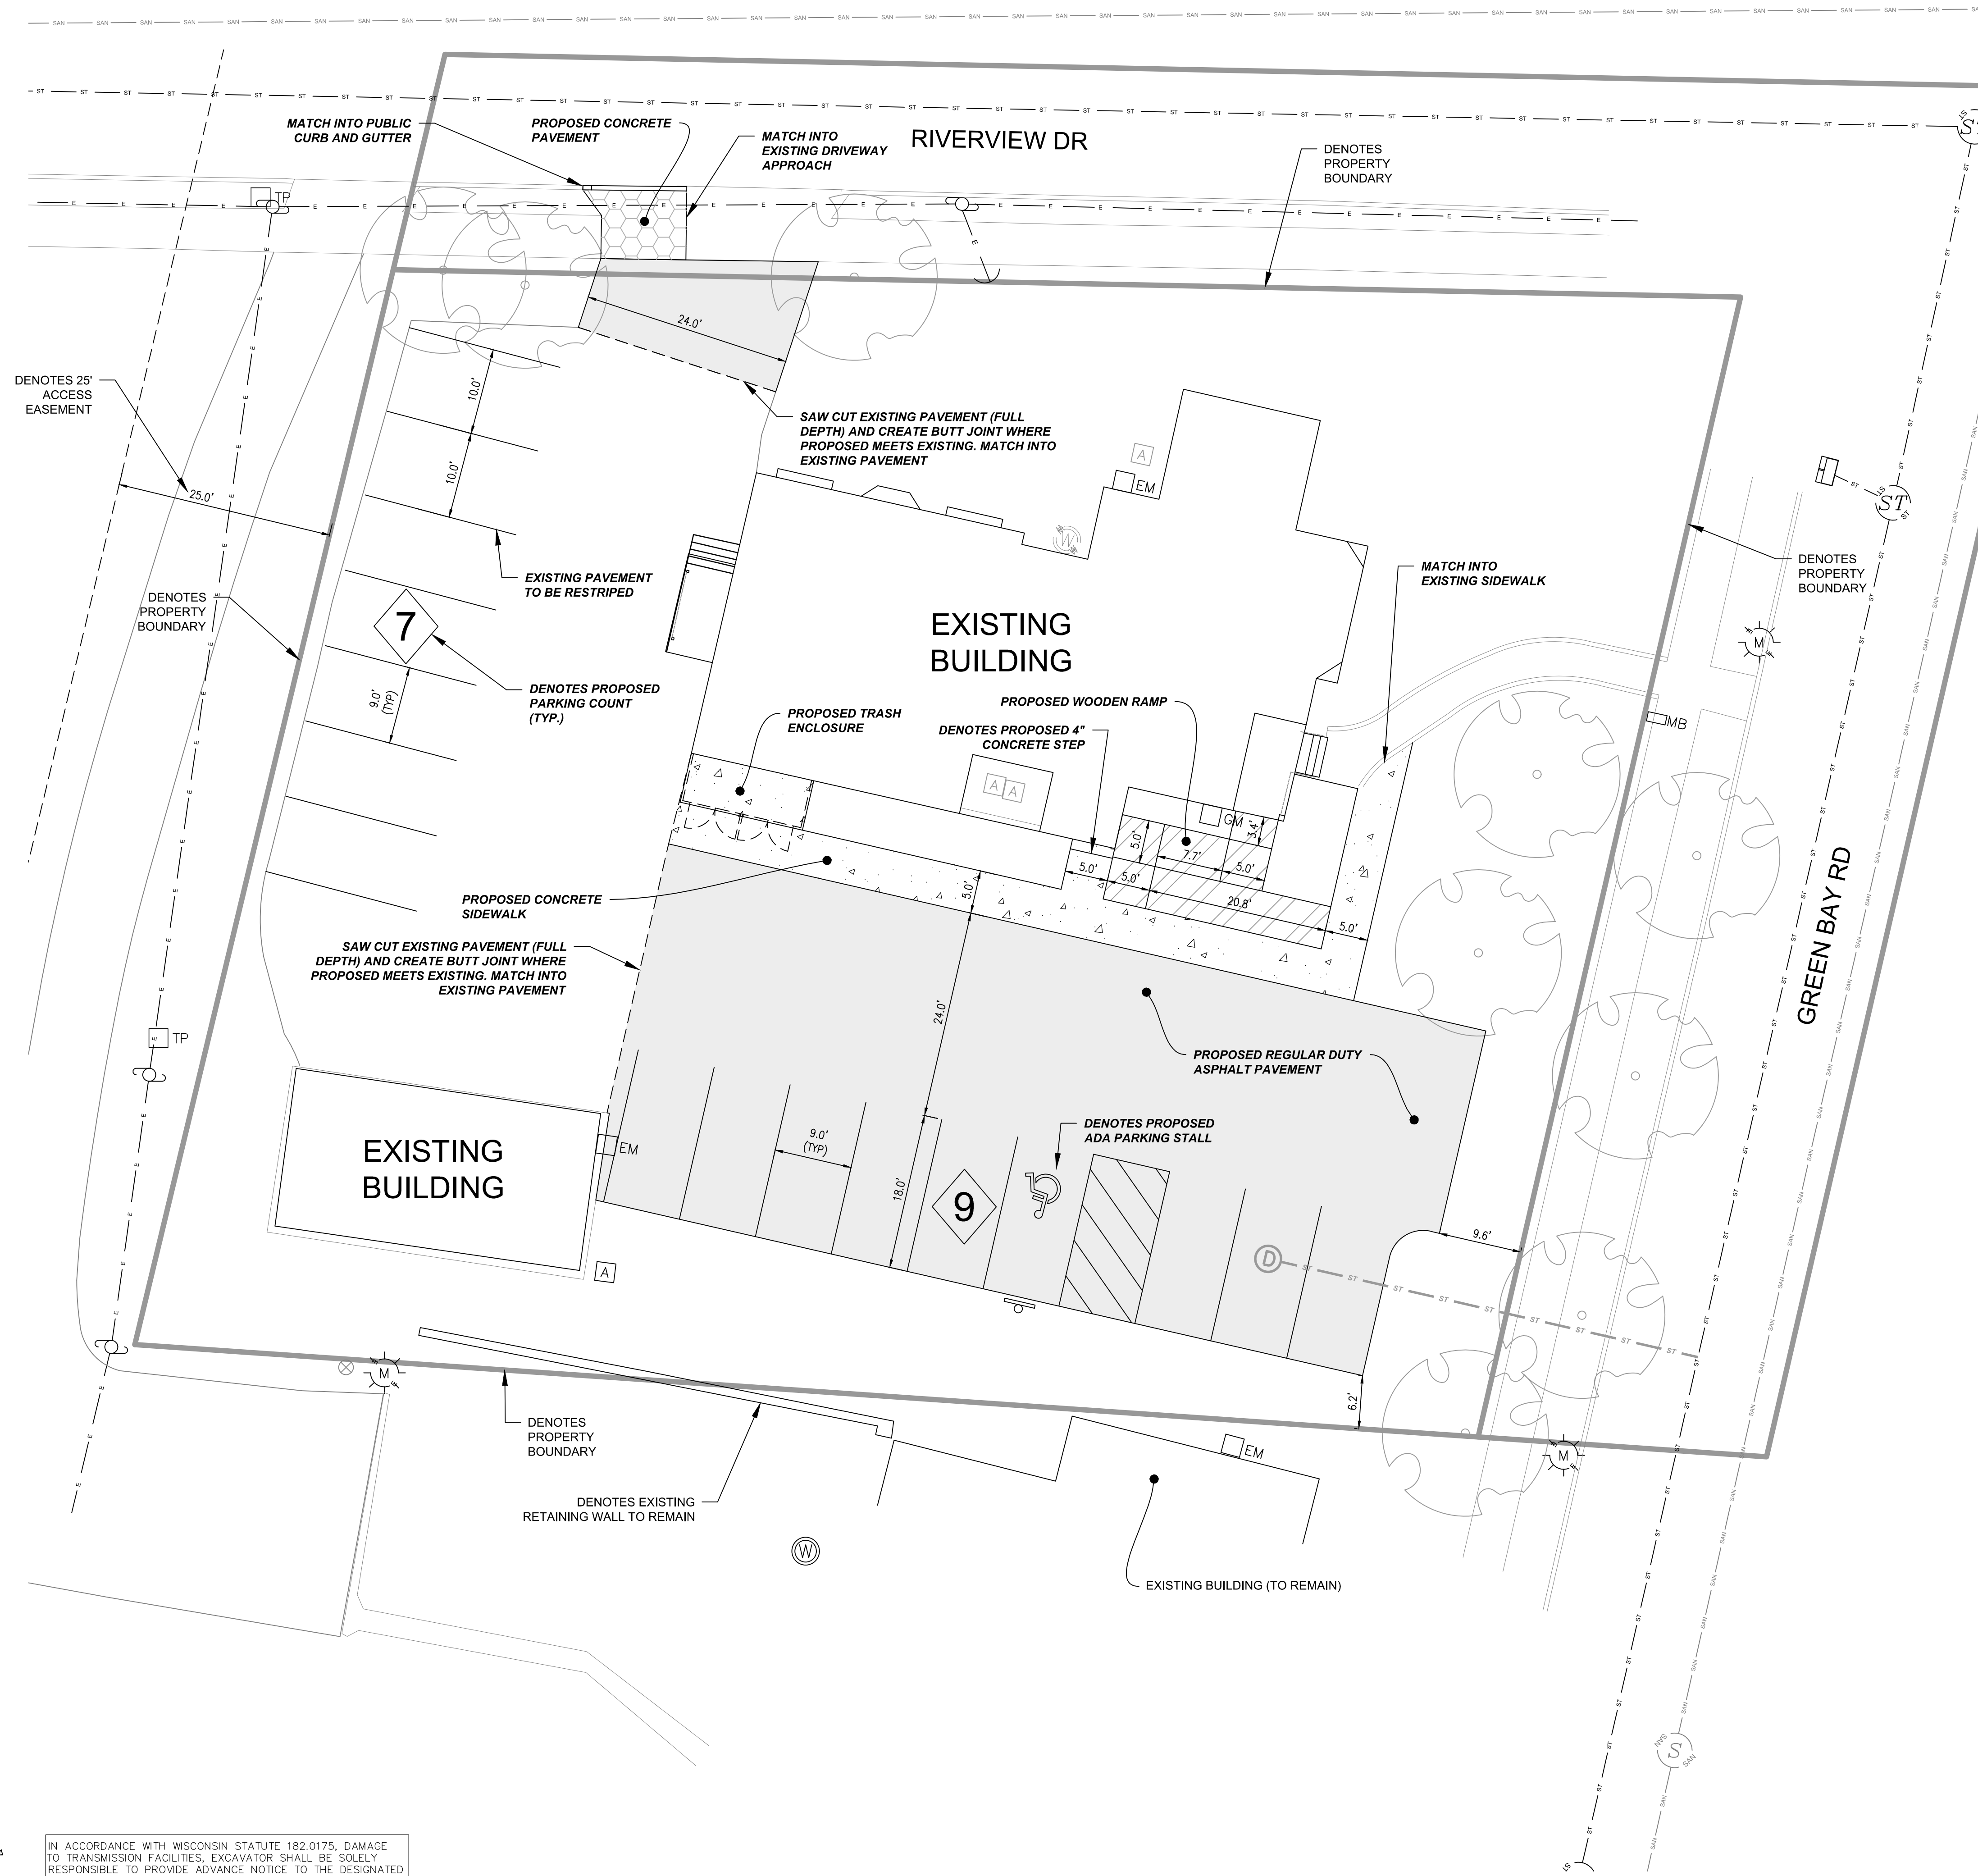 RIVERVIEW DR
MATCH INTO PUBLIC
CURB AND GUTTER
PROPOSED CONCRETE
PAVEMENT
MATCH INTO
EXISTING DRIVEWAY
APPROACH
DENOTES
PROPERTY
BOUNDARY
TP
24.0'
DENOTES 25'
ACCESS
EASEMENT
10.0'
10.0'
25.0'
SAW CUT EXISTING PAVEMENT (FULL
DEPTH) AND CREATE BUTT JOINT WHERE
PROPOSED MEETS EXISTING. MATCH INTO
EXISTING PAVEMENT
A
EM
W
ST
ST
EXISTING PAVEMENT
TO BE RESTRIPED
MATCH INTO
EXISTING SIDEWALK
DENOTES
PROPERTY
BOUNDARY
DENOTES
PROPERTY
BOUNDARY
7
EXISTING
BUILDING
M
9.0'
(TYP)
DENOTES PROPOSED
PARKING COUNT
(TYP.)
PROPOSED TRASH
ENCLOSURE
PROPOSED WOODEN RAMP
DENOTES PROPOSED 4"
CONCRETE STEP
MB
A A
GM
3.4'
5.0'
7.7'
5.0'
5.0'
5.0'
20.8'
5.0'
5.0'
PROPOSED CONCRETE
SIDEWALK
SAW CUT EXISTING PAVEMENT (FULL
DEPTH) AND CREATE BUTT JOINT WHERE
PROPOSED MEETS EXISTING. MATCH INTO
EXISTING PAVEMENT
GREEN BAY RD
24.0'
TP
PROPOSED REGULAR DUTY
ASPHALT PAVEMENT
EXISTING
BUILDING
EM
9.0'
(TYP)
DENOTES PROPOSED
ADA PARKING STALL
18.0'
9
9.6'
D
A
M
6.2'
DENOTES
PROPERTY
BOUNDARY
EM
M
DENOTES EXISTING
RETAINING WALL TO REMAIN
W
EXISTING BUILDING (TO REMAIN)
S
SAN
SAN
IN ACCORDANCE WITH WISCONSIN STATUTE 182.0175, DAMAGE
TO TRANSMISSION FACILITIES, EXCAVATOR SHALL BE SOLELY
RESPONSIBLE TO PROVIDE ADVANCE NOTICE TO THE DESIGNATED